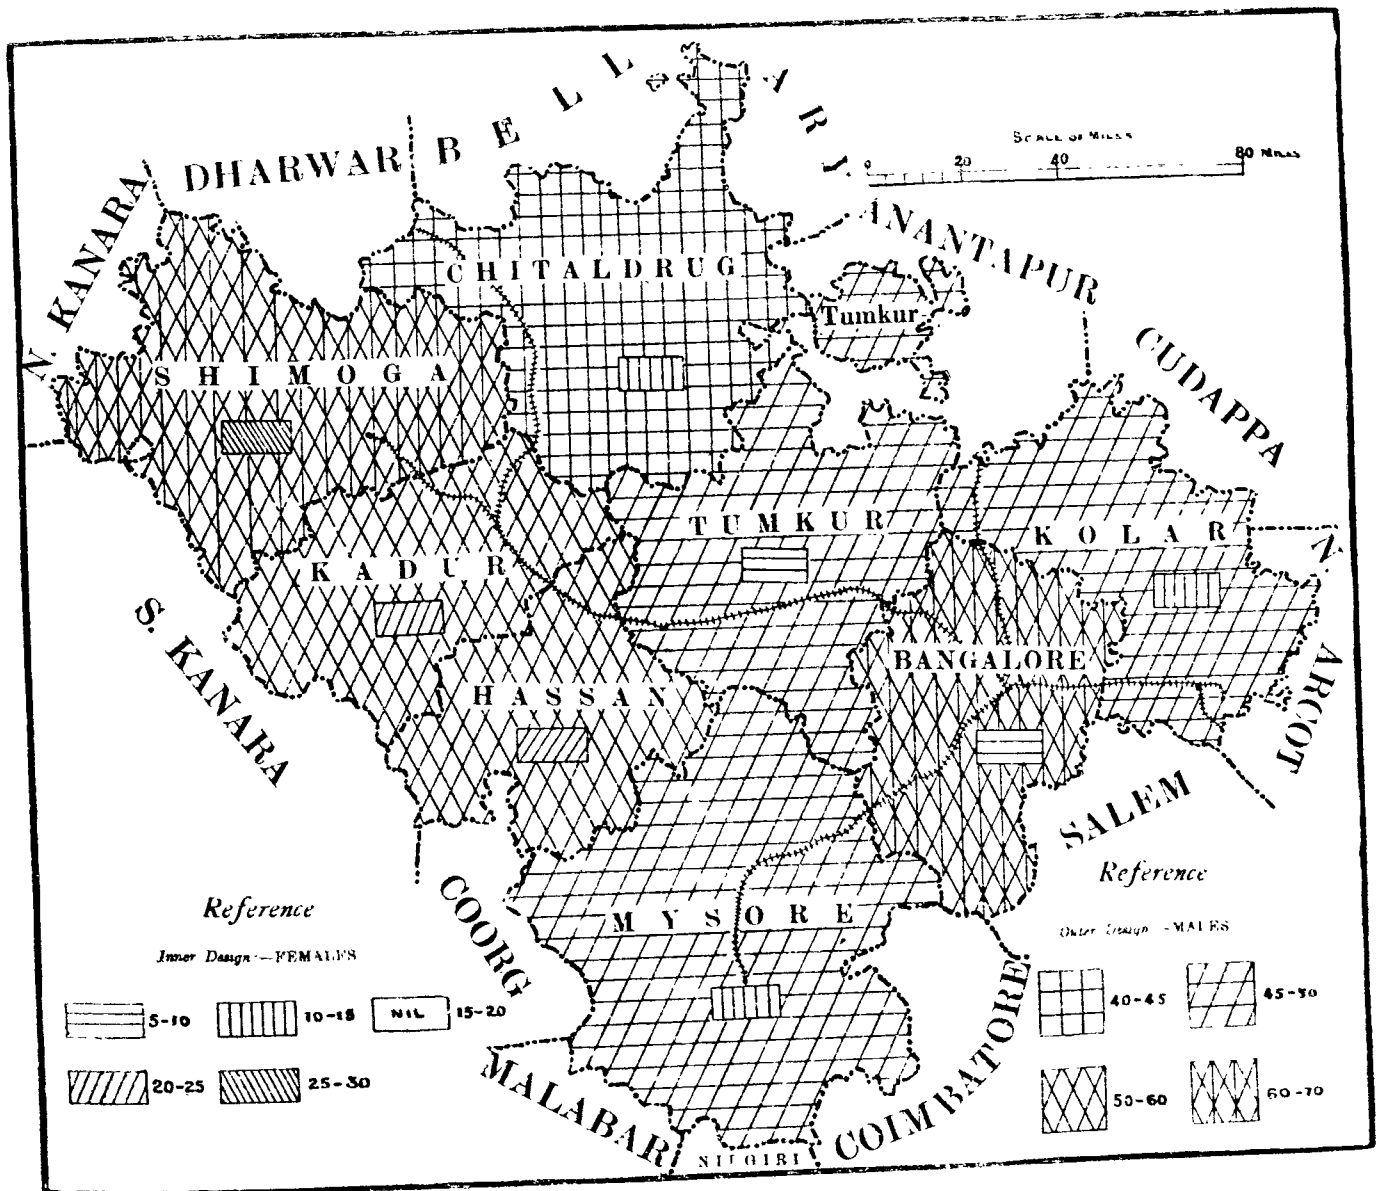 BELLARY
DHARWAR
SCALE OF MILES
0 20 40 80 MILES
N. KANARA
ANANTAPUR
CHITALDRUG
Tumkur
CUDAPPA
SHIMOGA
TUMKUR
KOLAR
KADUR
N. ARCOT
S. KANARA
BANGALORE
HASSAN
SALEM
COORG
MYSORE
Reference
Inner Design—FEMALES
5-10
10-15
NIL 15-20
20-25
25-30
Reference
Outer Design—MALES
40-45
45-50
50-60
60-70
MALABAR
COIMBATORE
NILGIRI